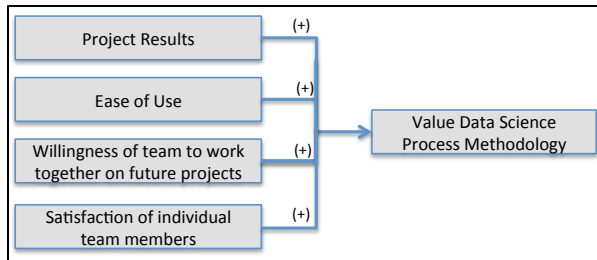 (+)
Project Results
(+)
Ease of Use
Value Data Science
Process Methodology
(+)
Willingness of team to work
together on future projects
(+)
Satisfaction of individual
team members